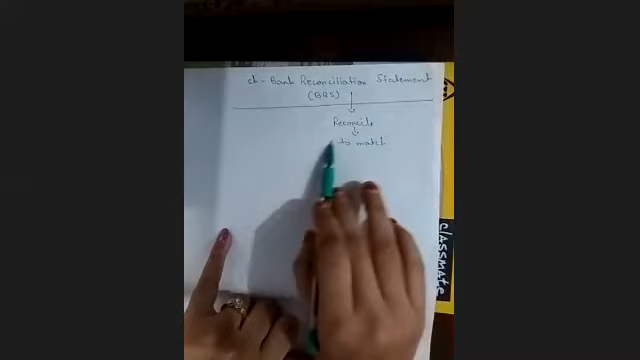 ch - Bank Reconciliation Statement
(BRS)
Reconcile
to match
classmate